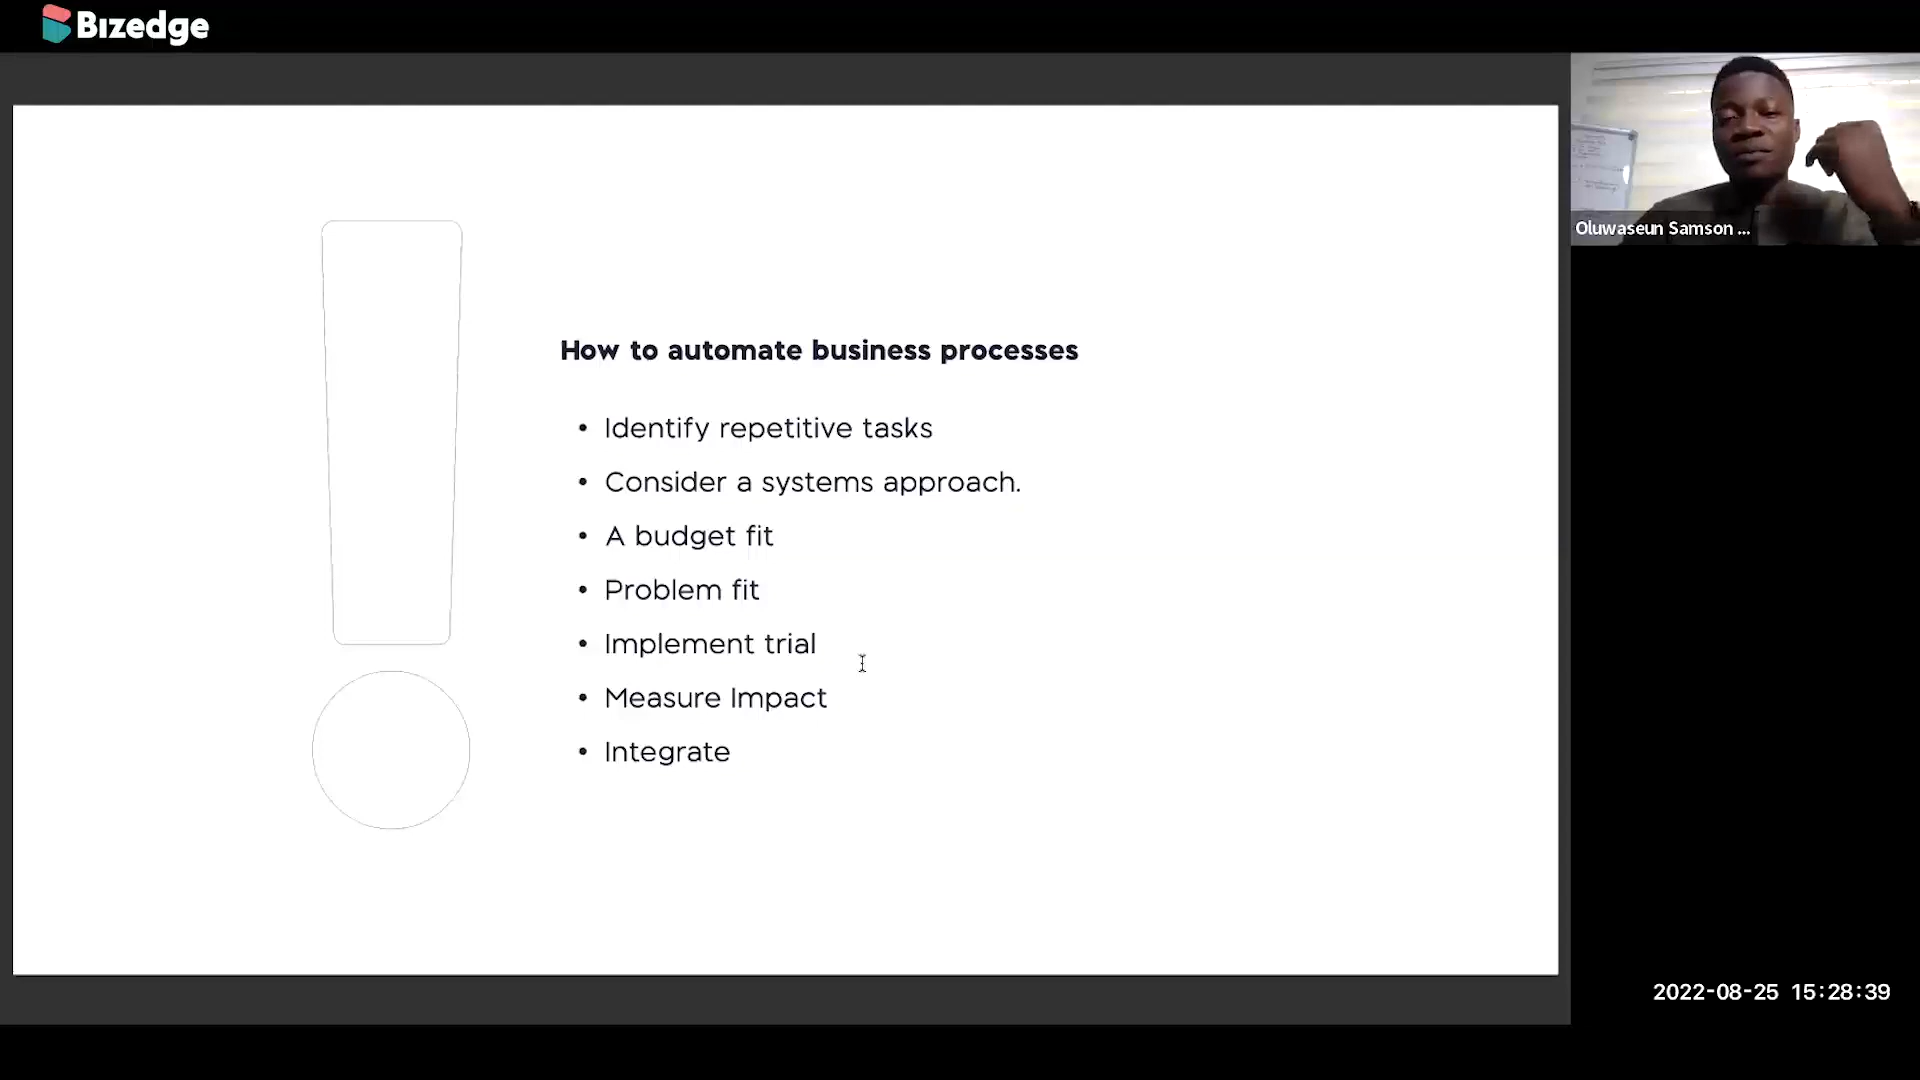 Bizedge
Oluwaseun Samson ...
How to automate business processes
• Identify repetitive tasks
• Consider a systems approach.
• A budget fit
• Problem fit
• Implement trial
• Measure Impact
• Integrate
2022-08-25 15:28:39